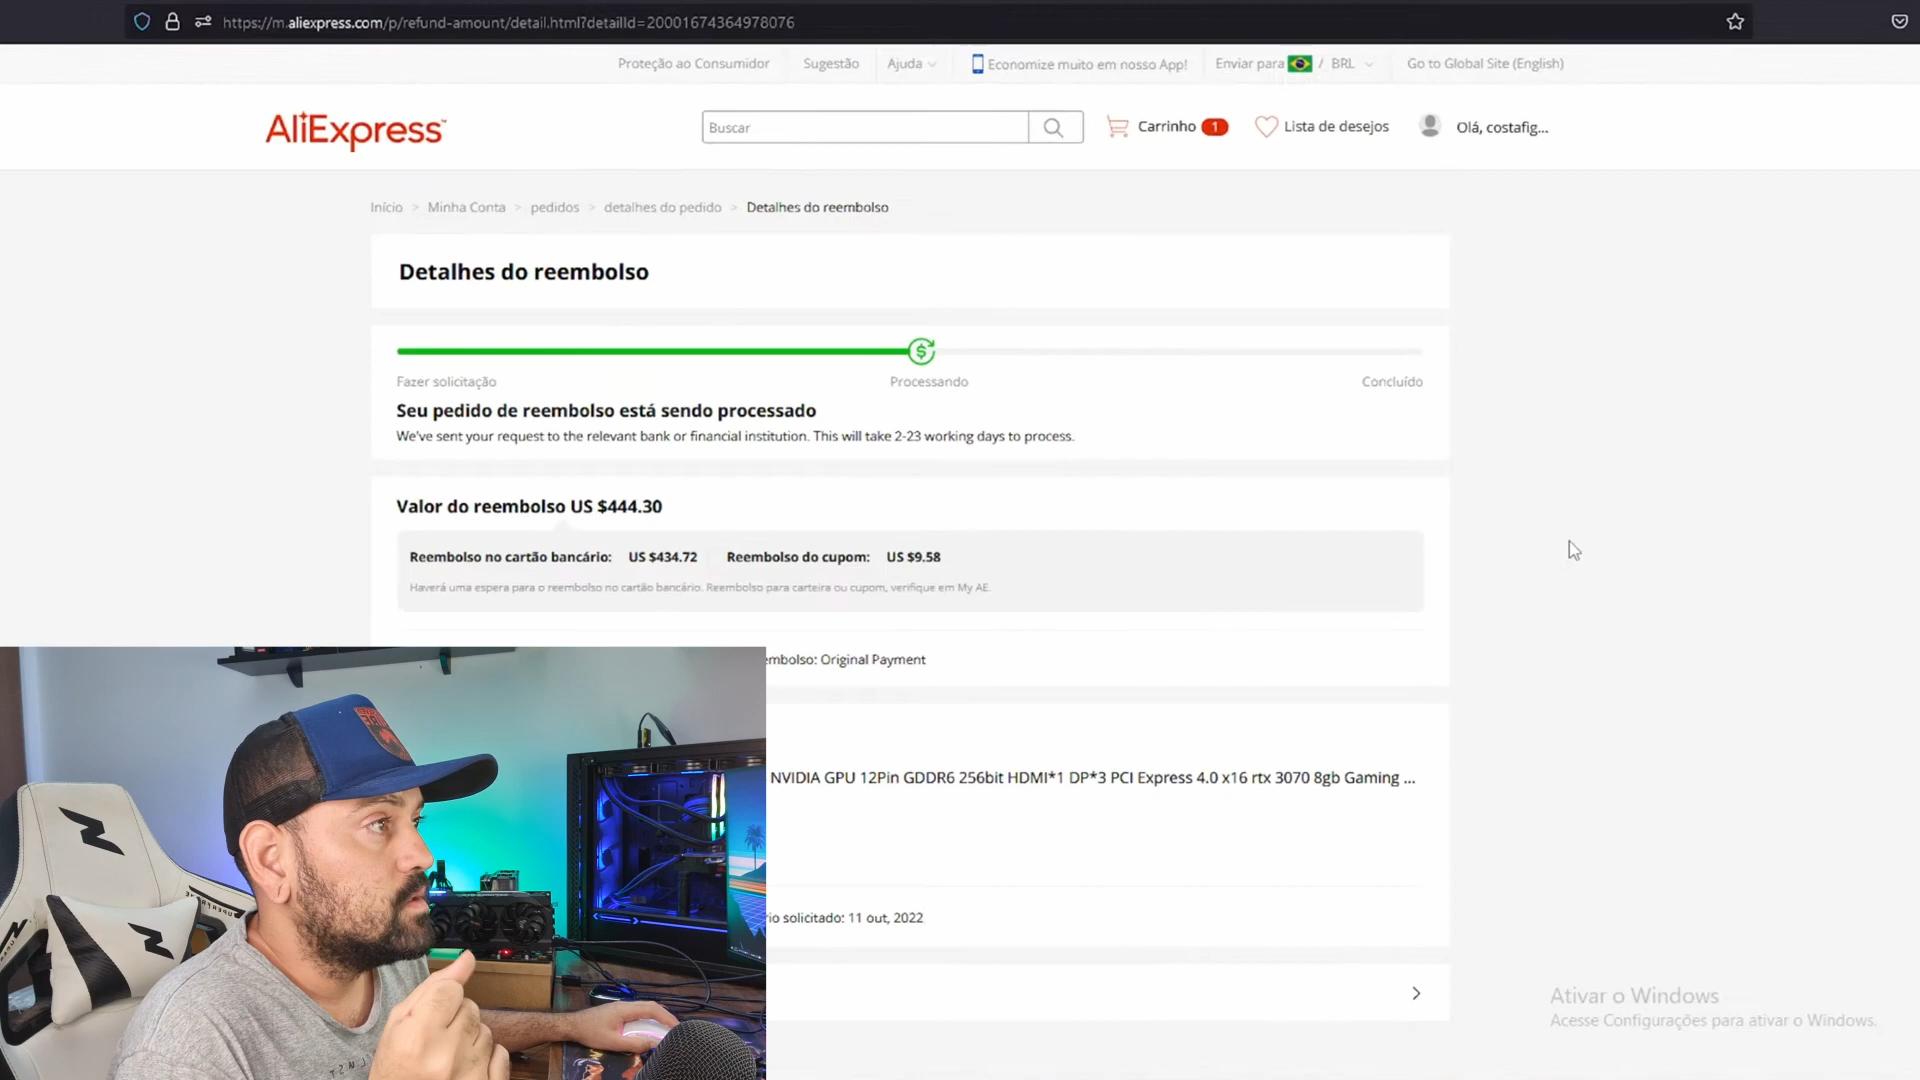 https://m.aliexpress.com/p/refund-amount/detail.html?detailId=20001674364978076
Proteção ao Consumidor
Sugestão
Ajuda
Economize muito em nosso App!
Enviar para / BRL
Go to Global Site (English)
AliExpress
Buscar
Carrinho 1
Lista de desejos
Olá, costafig...
Início > Minha Conta > pedidos > detalhes do pedido > Detalhes do reembolso
Detalhes do reembolso
Fazer solicitação
Processando
Concluído
Seu pedido de reembolso está sendo processado
We've sent your request to the relevant bank or financial institution. This will take 2-23 working days to process.
Valor do reembolso US $444.30
Reembolso no cartão bancário: US $434.72 Reembolso do cupom: US $9.58
Haverá uma espera para o reembolso no cartão bancário. Reembolso para carteira ou cupom, verifique em My AE.
embolso: Original Payment
NVIDIA GPU 12Pin GDDR6 256bit HDMI*1 DP*3 PCI Express 4.0 x16 rtx 3070 8gb Gaming ...
io solicitado: 11 out, 2022
Ativar o Windows
Acesse Configurações para ativar o Windows.